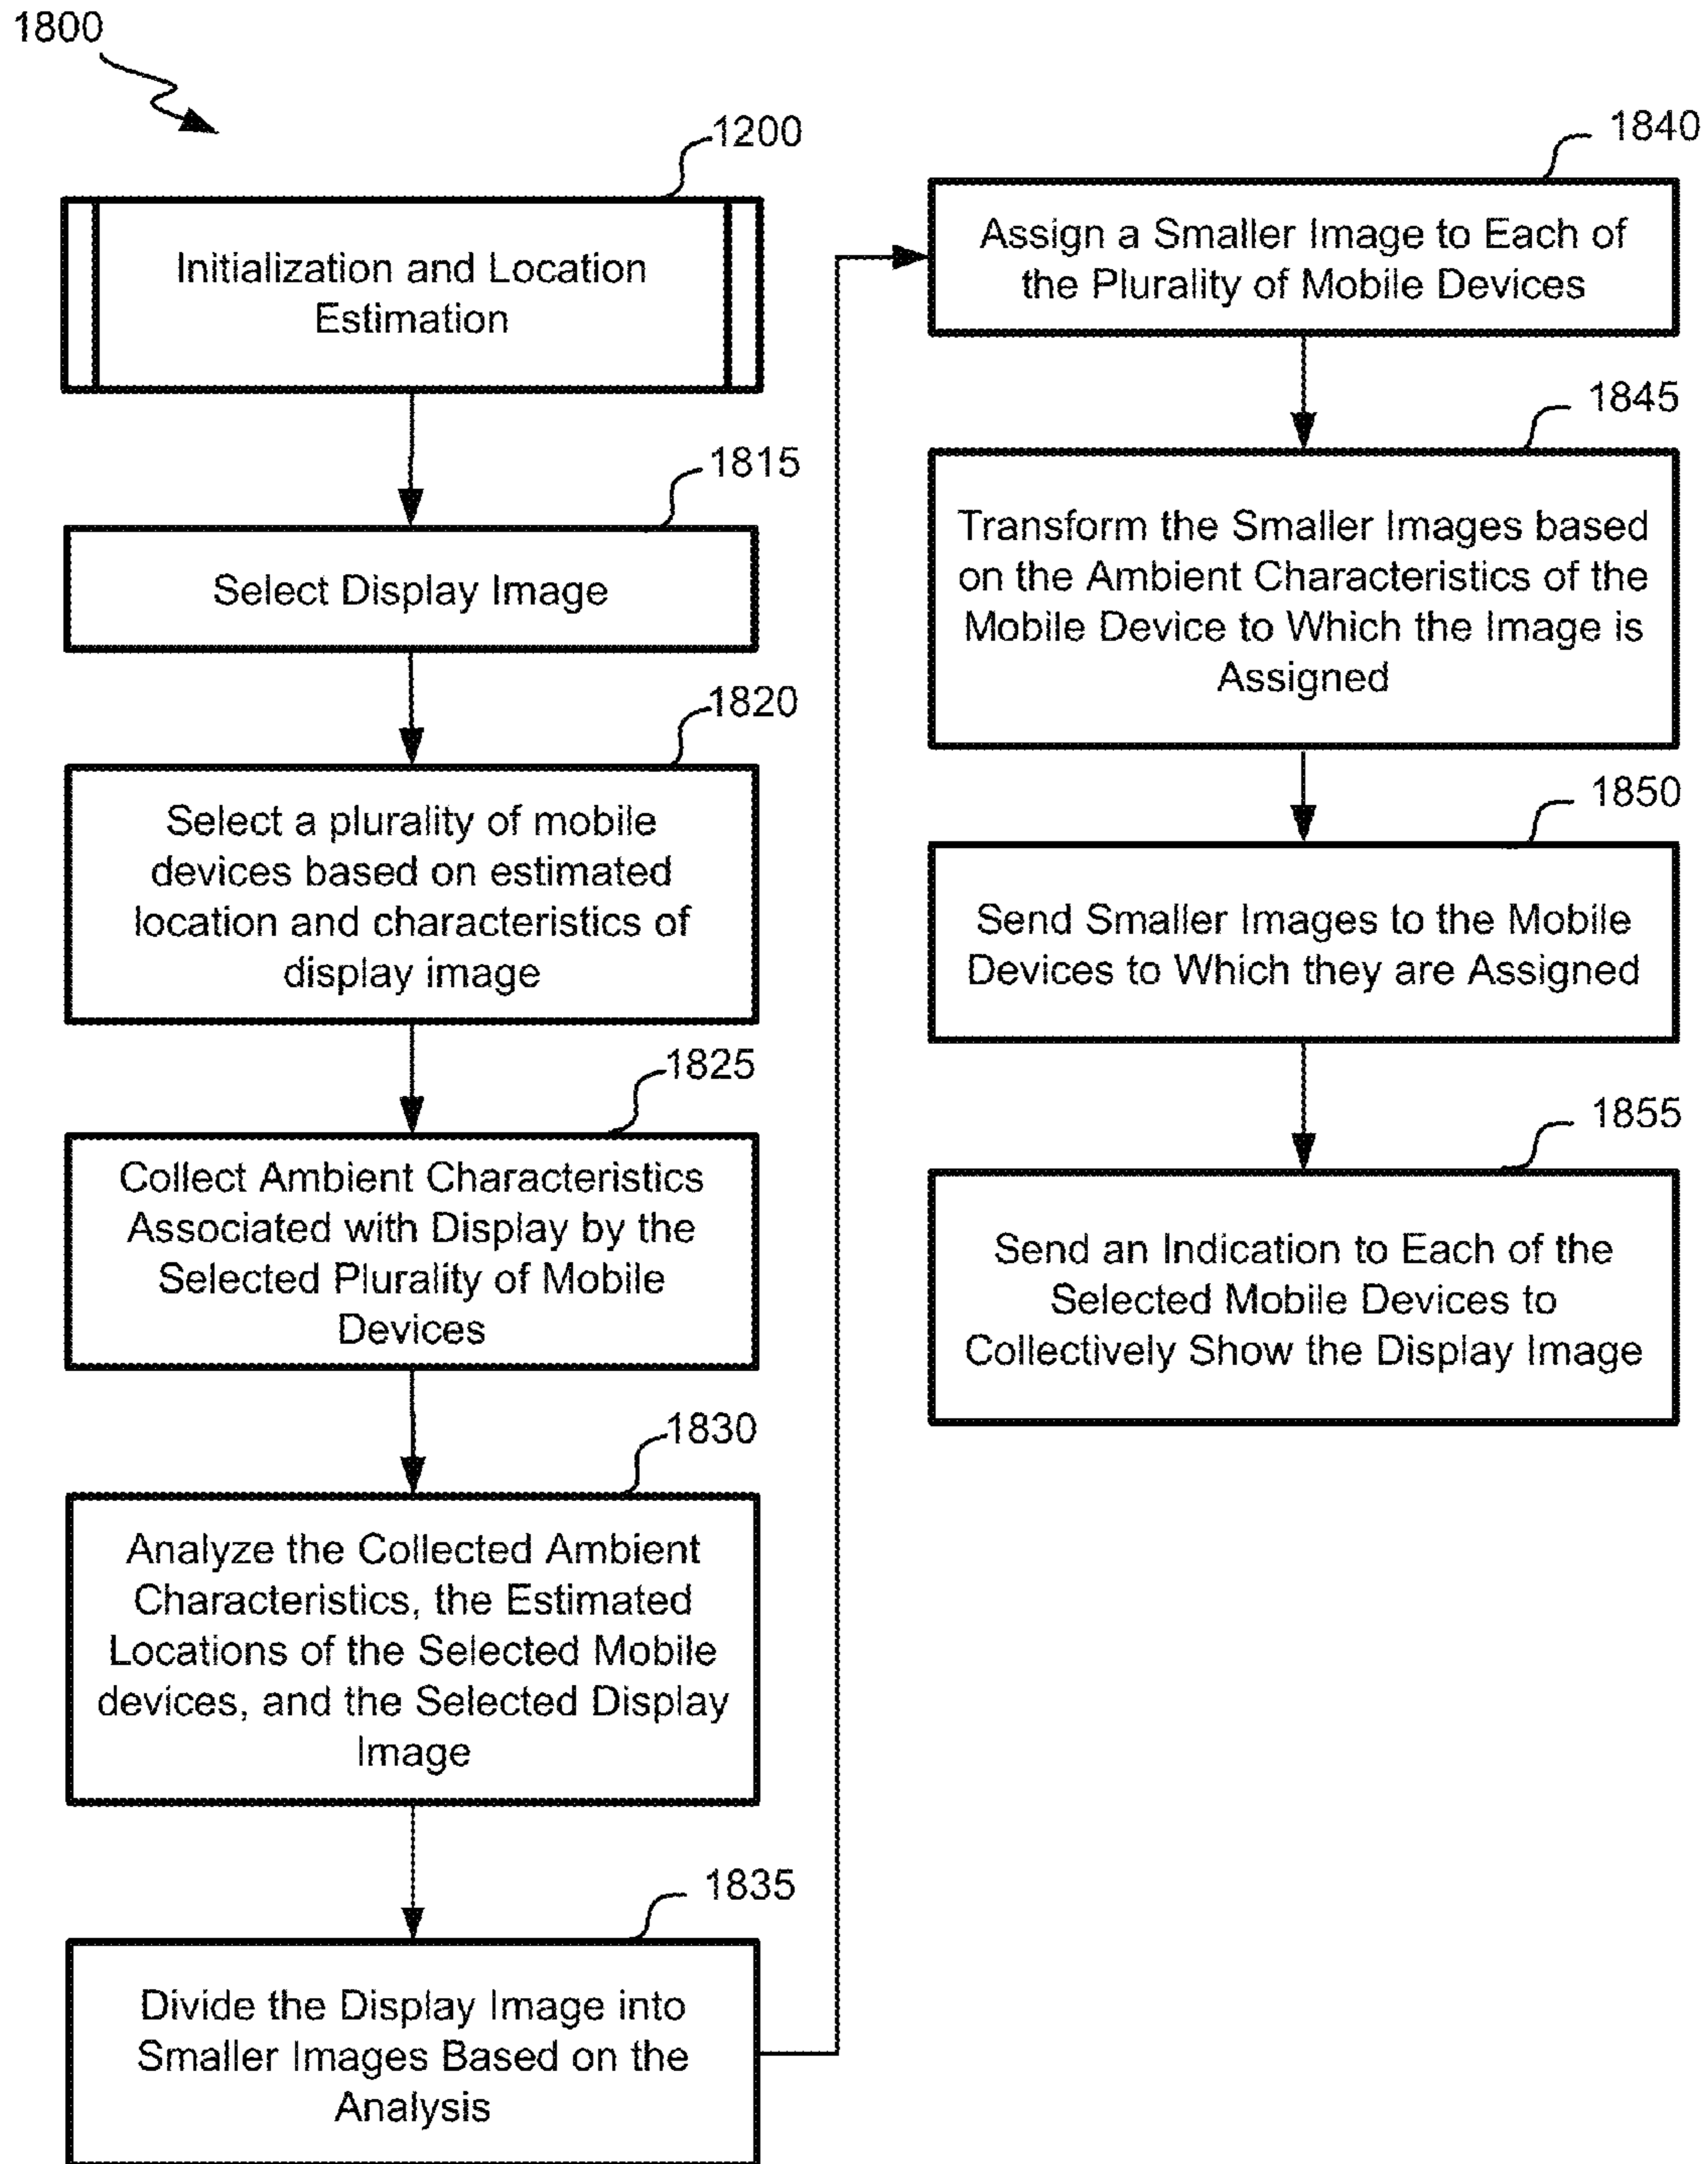 1800
1200
Initialization and Location
Estimation
1815
Select Display Image
1820
Select a plurality of mobile
devices based on estimated
location and characteristics of
display image
1825
Collect Ambient Characteristics
Associated with Display by the
Selected Plurality of Mobile
Devices
1830
Analyze the Collected Ambient
Characteristics, the Estimated
Locations of the Selected Mobile
devices, and the Selected Display
Image
1835
Divide the Display Image into
Smaller Images Based on the
Analysis
1840
Assign a Smaller Image to Each of
the Plurality of Mobile Devices
1845
Transform the Smaller Images based
on the Ambient Characteristics of the
Mobile Device to Which the Image is
Assigned
1850
Send Smaller Images to the Mobile
Devices to Which they are Assigned
1855
Send an Indication to Each of the
Selected Mobile Devices to
Collectively Show the Display Image